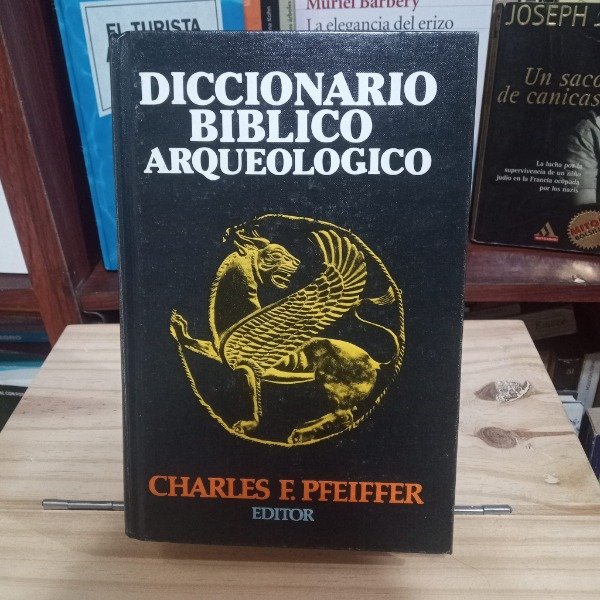 DICCIONARIO
BIBLICO
ARQUEOLOGICO
CHARLES F. PFEIFFER
EDITOR
EL TURISTA
Muriel Barbery
La elegancia del erizo
JOSEPH
Un saco
de canicas
La lucha por la
supervivencia de un niño
judío en la Francia ocupada
por los nazis